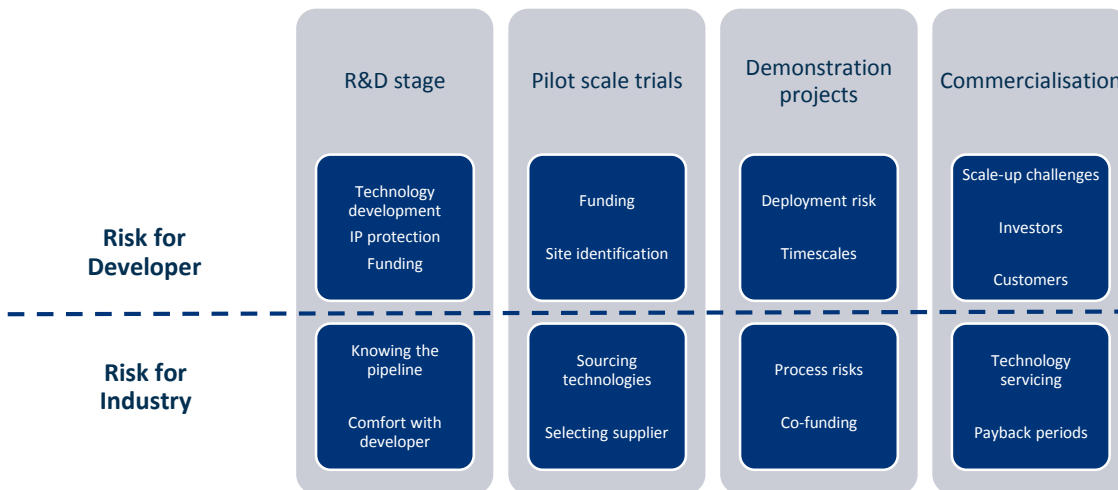 R&D stage
Pilot scale trials
Demonstration
projects
Commercialisation
Risk for
Developer
Technology
development
IP protection
Funding
Funding
Site identification
Deployment risk
Timescales
Scale-up challenges
Investors
Customers
Risk for
Industry
Knowing the
pipeline
Comfort with
developer
Sourcing
technologies
Selecting supplier
Process risks
Co-funding
Technology
servicing
Payback periods